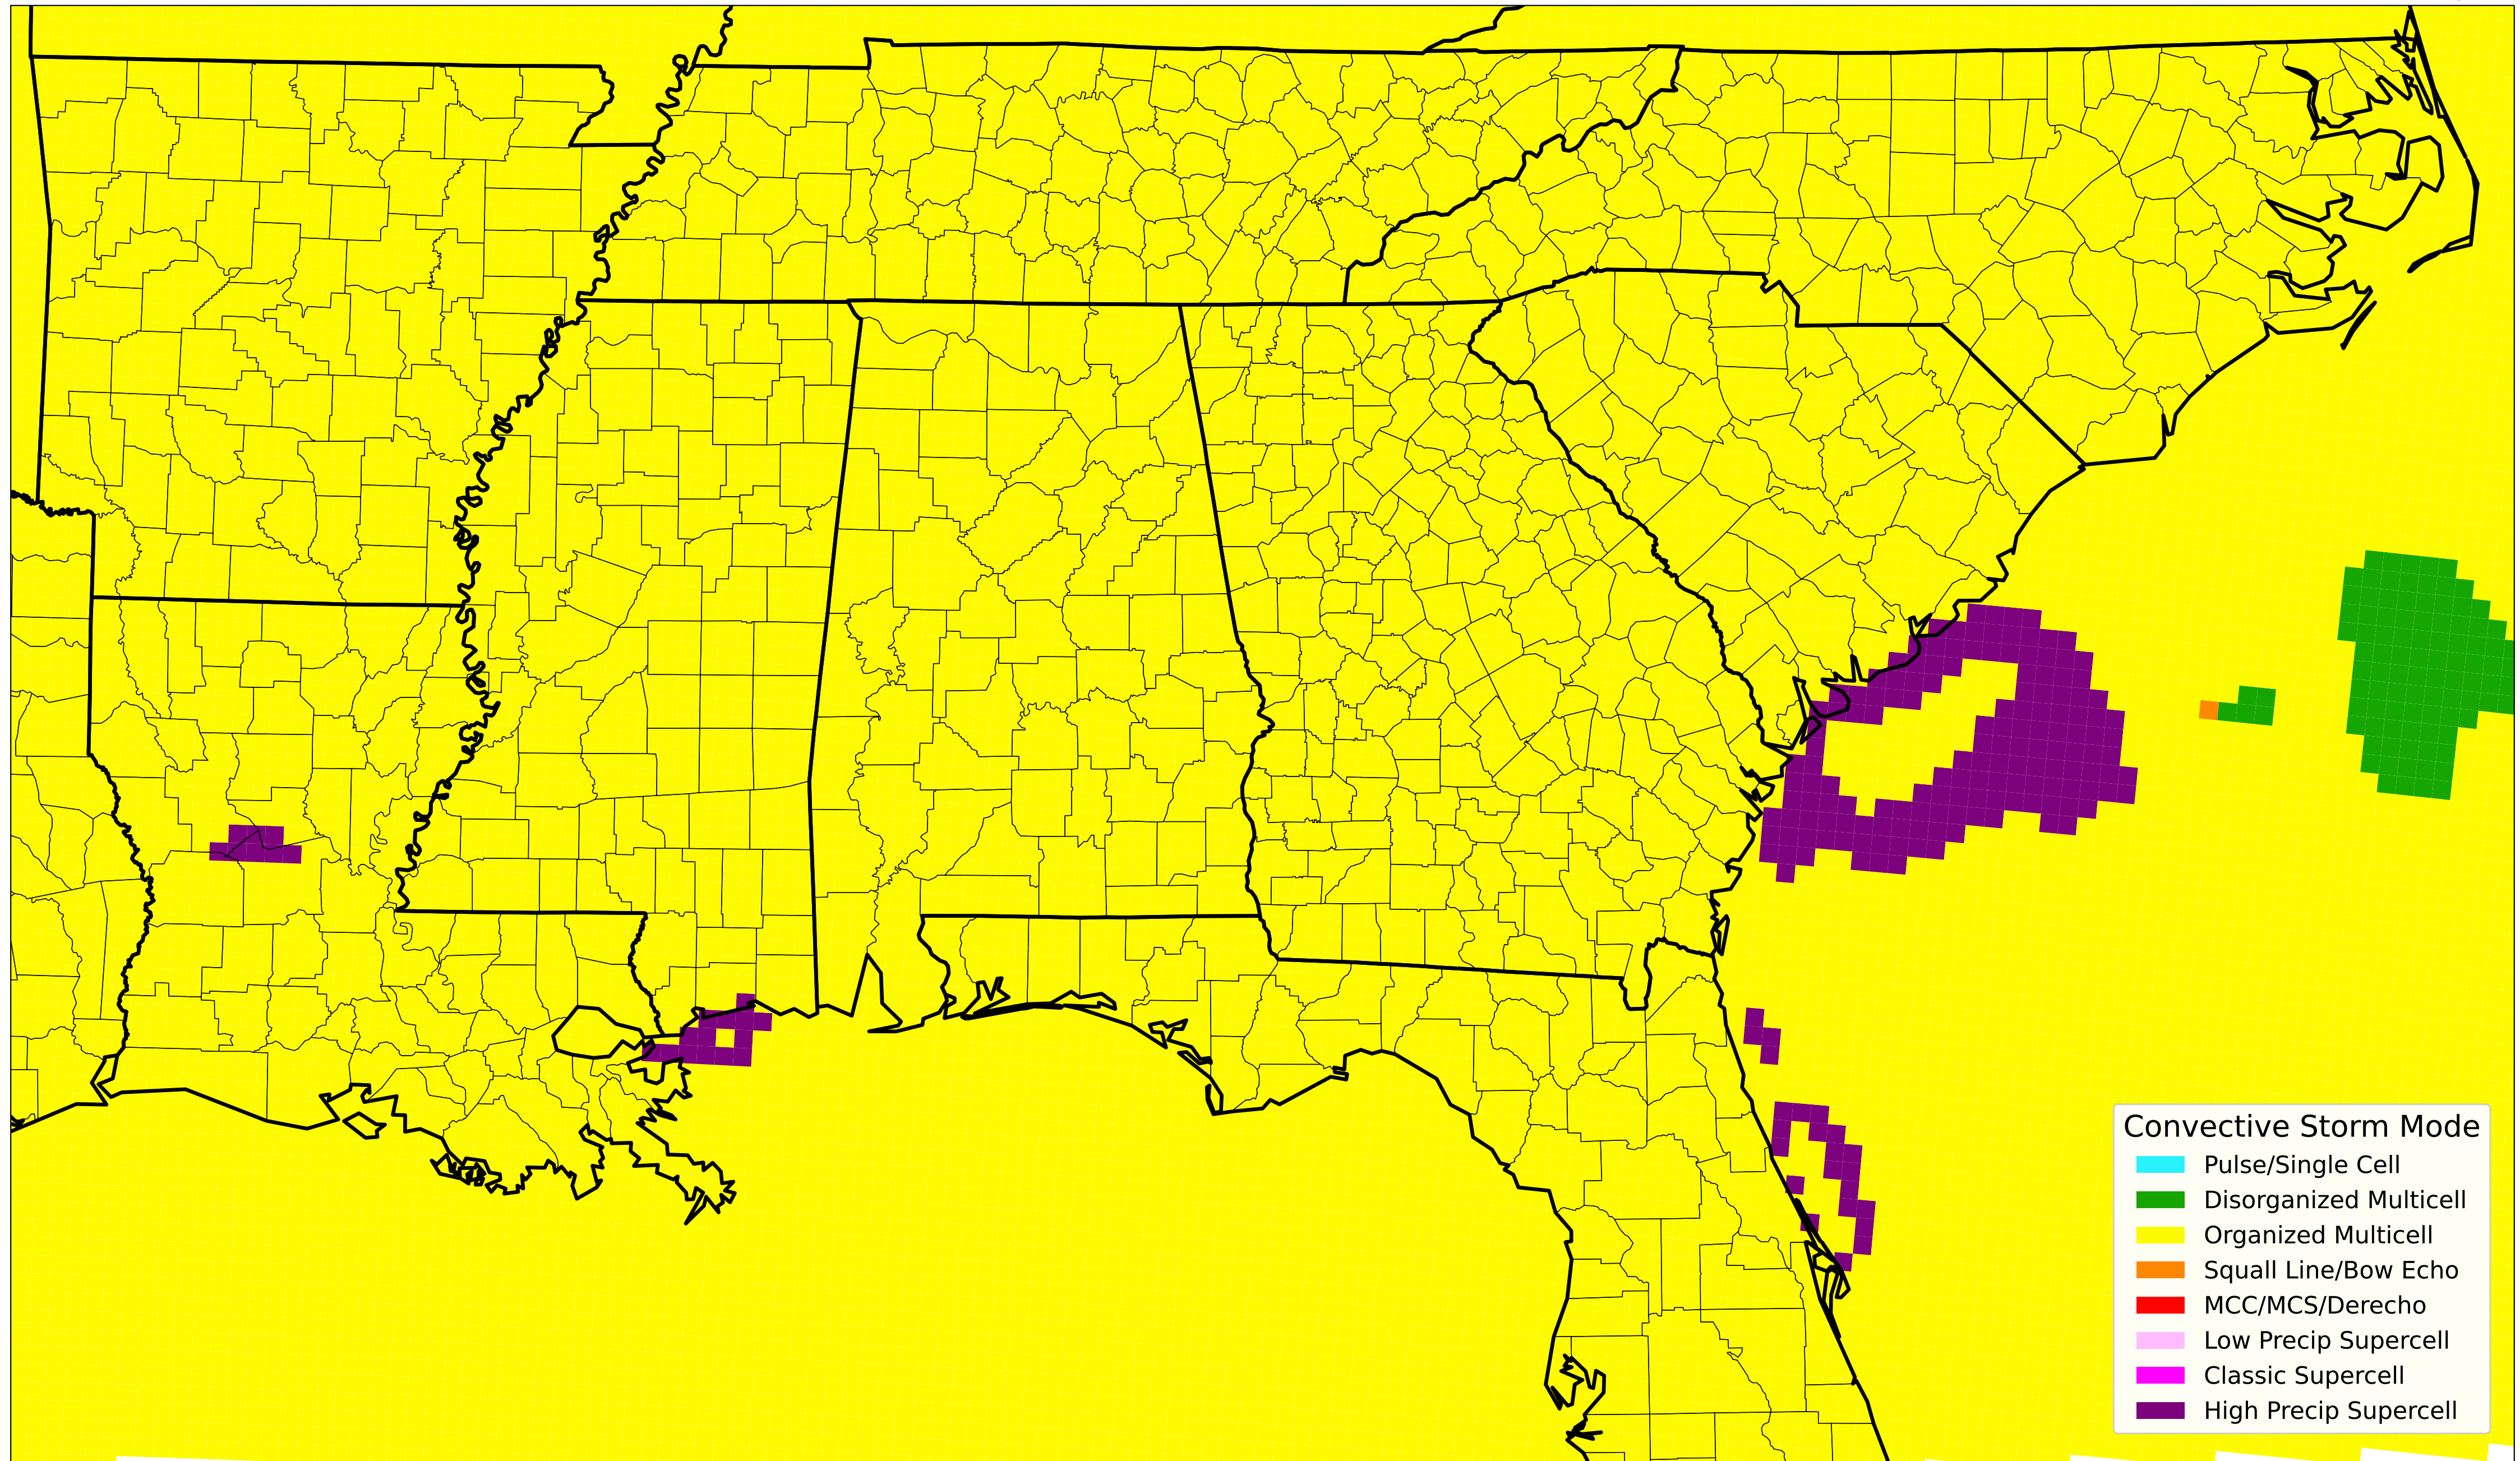 Convective Storm Mode
Pulse/Single Cell
Disorganized Multicell
Organized Multicell
Squall Line/Bow Echo
MCC/MCS/Derecho
Low Precip Supercell
Classic Supercell
High Precip Supercell